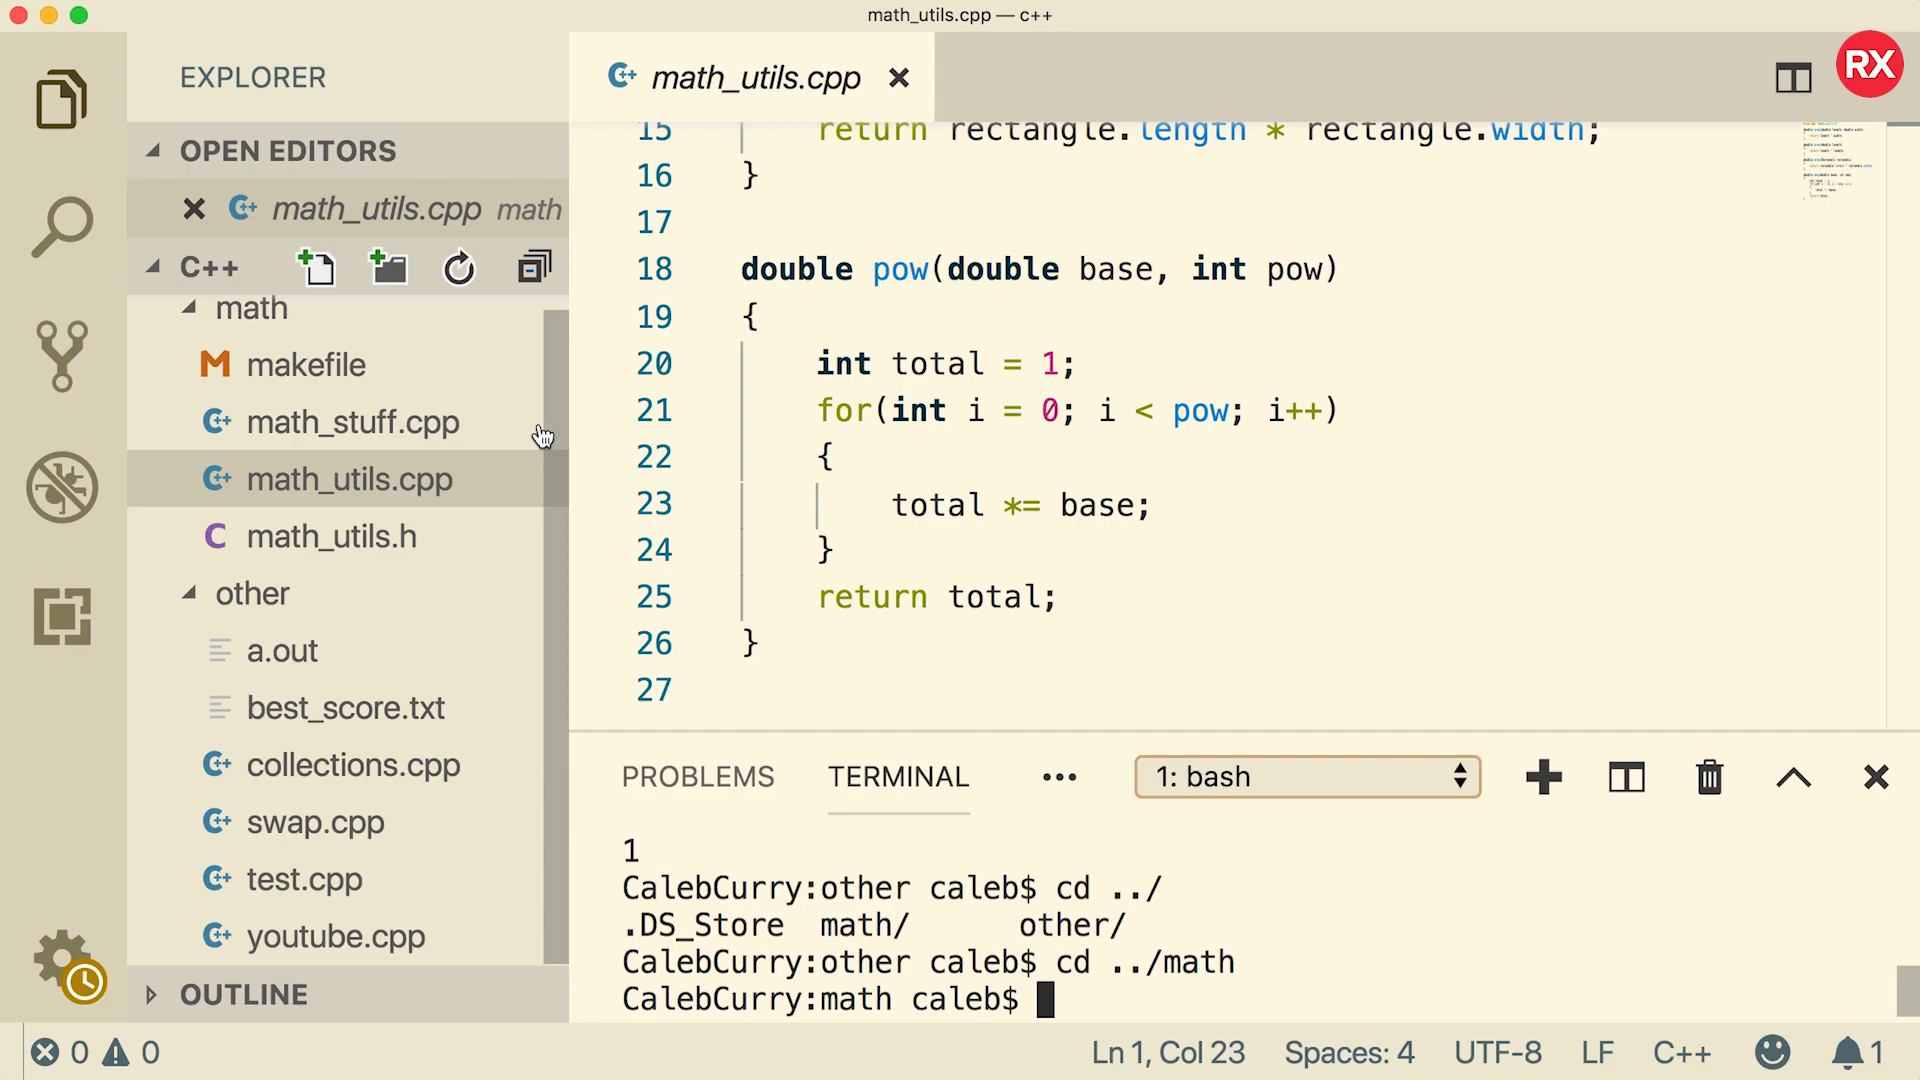 math_utils.cpp — c++
RX
EXPLORER
OPEN EDITORS
math_utils.cpp math
C++
math
makefile
math_stuff.cpp
math_utils.cpp
math_utils.h
other
a.out
best_score.txt
collections.cpp
swap.cpp
test.cpp
youtube.cpp
OUTLINE
math_utils.cpp
15 return rectangle.length * rectangle.width;
16 }
17
18 double pow(double base, int pow)
19 {
20 int total = 1;
21 for(int i = 0; i < pow; i++)
22 {
23 total *= base;
24 }
25 return total;
26 }
27
PROBLEMS TERMINAL ••• 1: bash
1
CalebCurry:other caleb$ cd ../
.DS_Store math/ other/
CalebCurry:other caleb$ cd ../math
CalebCurry:math caleb$
0 0 Ln 1, Col 23 Spaces: 4 UTF-8 LF C++ 1